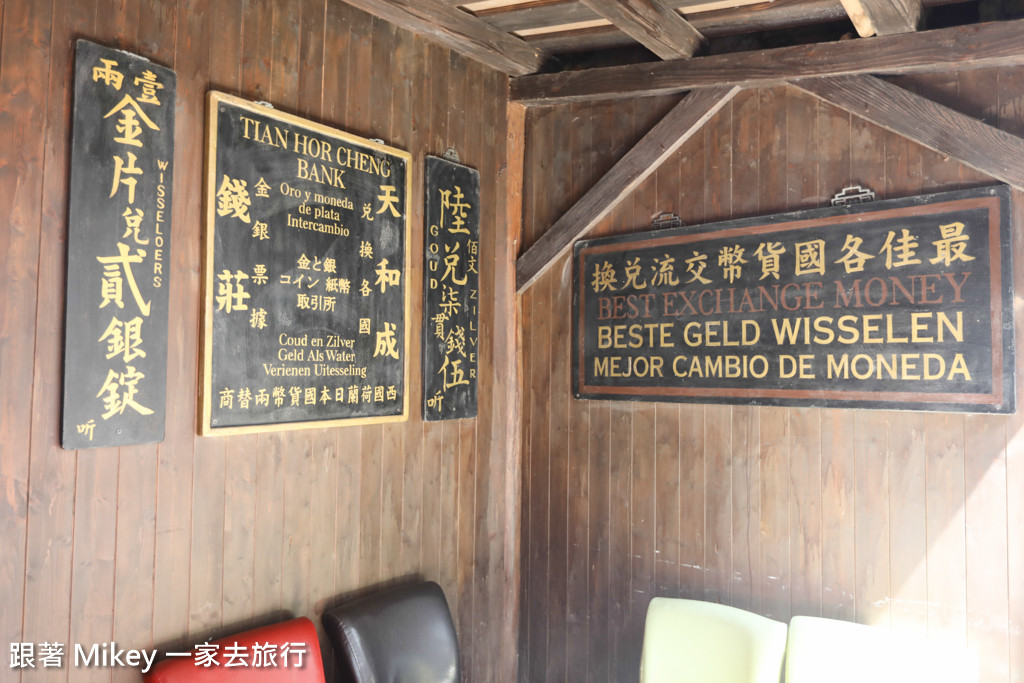 壹兩
金片兌貳銀錠
WISSELOERS
听
TIAN HOR CHENG
BANK
天和成
兌換各國
Oro y moneda
de plata
Intercambio
金と銀
コイン 紙幣
取引所
Coud en Zilver
Geld Als Water
Verienen Uitesseling
金銀票據
錢莊
西國荷蘭日本國貨幣兩替商
陸兌柒錢伍
佰文
貫
GOUD
ZILVER
听
最佳各國貨幣交流兌換
BEST EXCHANGE MONEY
BESTE GELD WISSELEN
MEJOR CAMBIO DE MONEDA
跟著 Mikey 一家去旅行